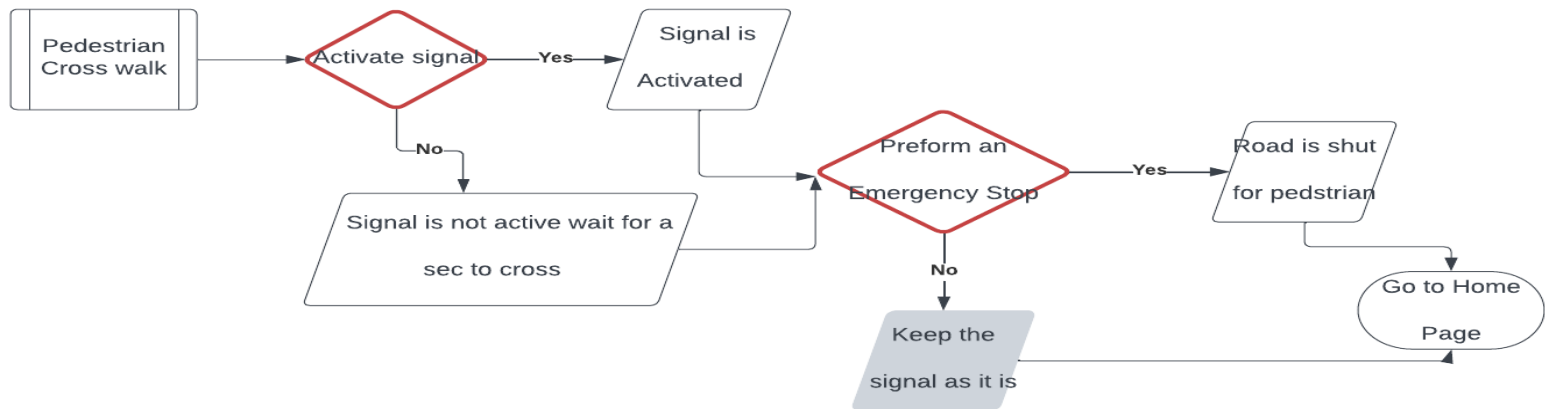 Pedestrian
Cross walk
Activate signal
Yes
Signal is
Activated
No
Signal is not active wait for a
sec to cross
Preform an
Emergency Stop
Yes
Road is shut
for pedstrian
No
Keep the
signal as it is
Go to Home
Page